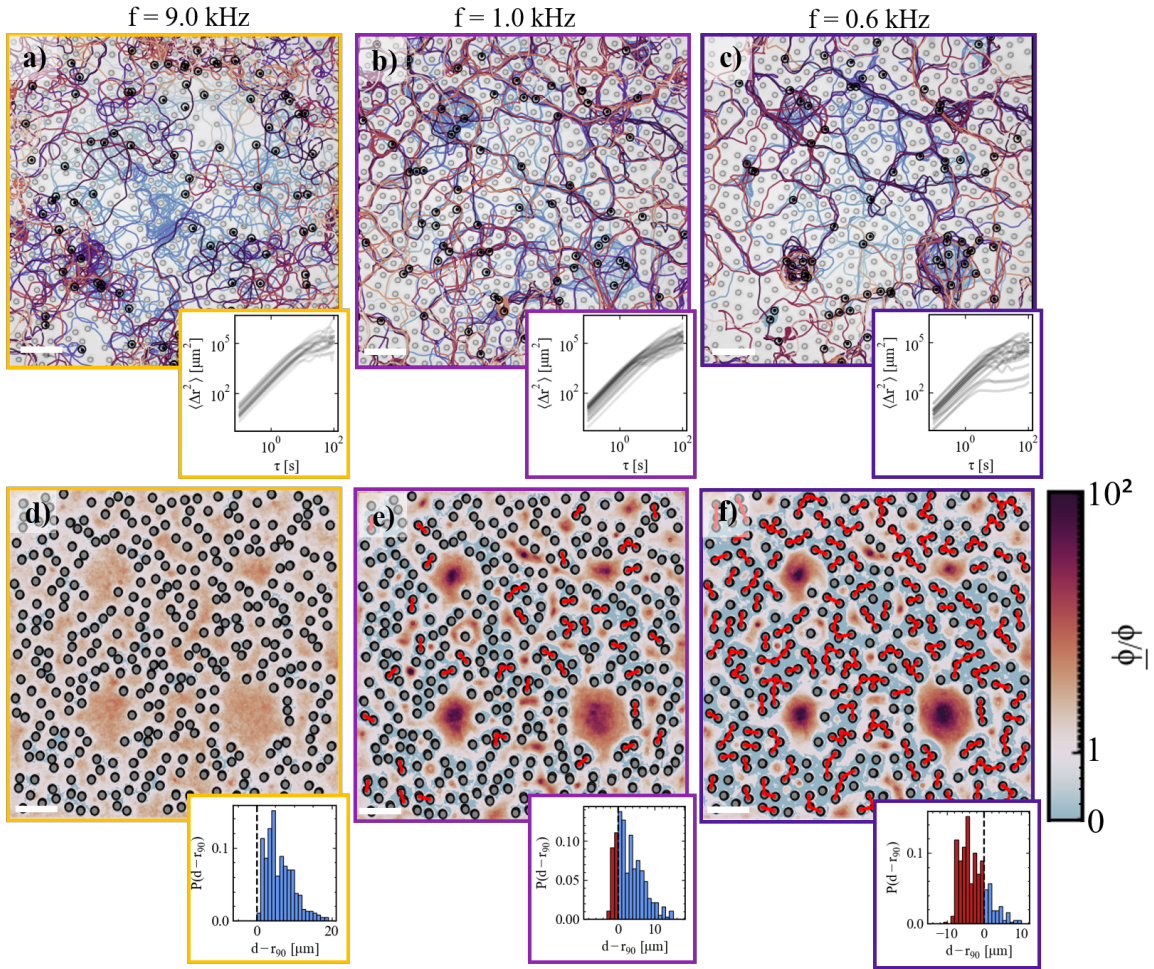 f = 9.0 kHz
f = 1.0 kHz
f = 0.6 kHz
a)
b)
c)
⟨Δr²⟩ [µm²]
10⁵
10²
10⁰
10²
τ [s]
⟨Δr²⟩ [µm²]
10⁵
10²
10⁰
10²
τ [s]
⟨Δr²⟩ [µm²]
10⁵
10²
10⁰
10²
τ [s]
d)
e)
f)
10²
1
0
ϕ/ϕ̲
P(d−r₉₀)
0.1
0.0
0
20
d−r₉₀ [µm]
P(d−r₉₀)
0.10
0.05
0.00
0
10
d−r₉₀ [µm]
P(d−r₉₀)
0.1
0.0
−10
0
10
d−r₉₀ [µm]